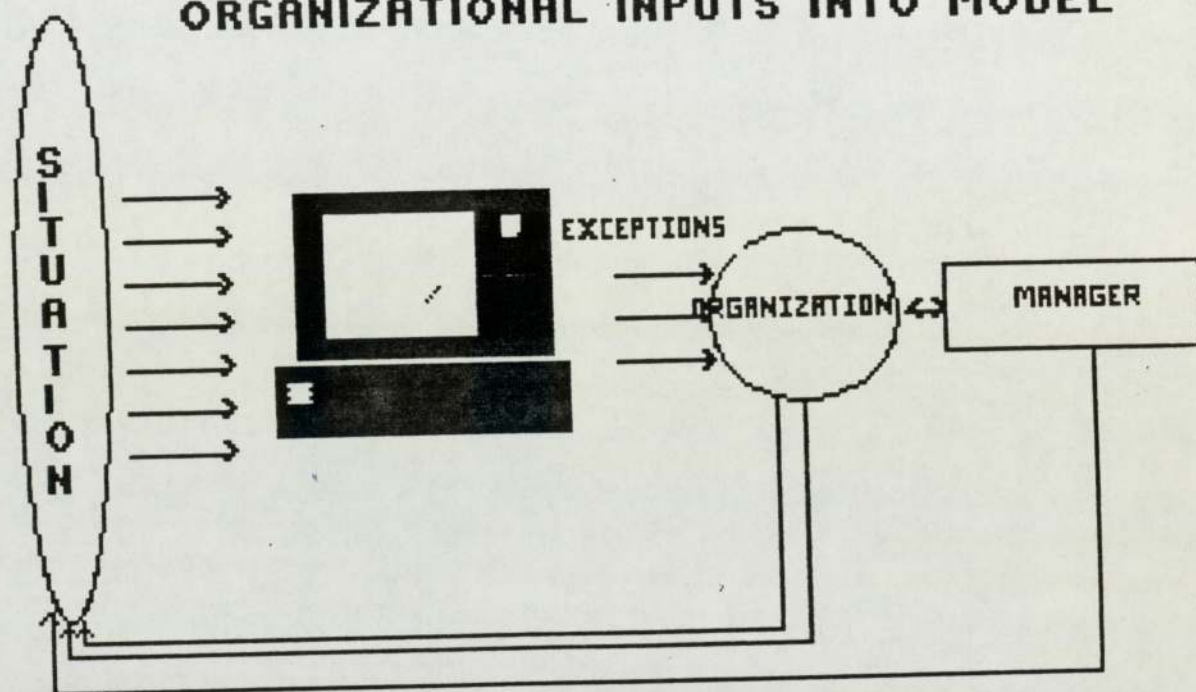 ORGANIZATIONAL INPUTS INTO MODEL
SITUATION
EXCEPTIONS
ORGANIZATION
MANAGER